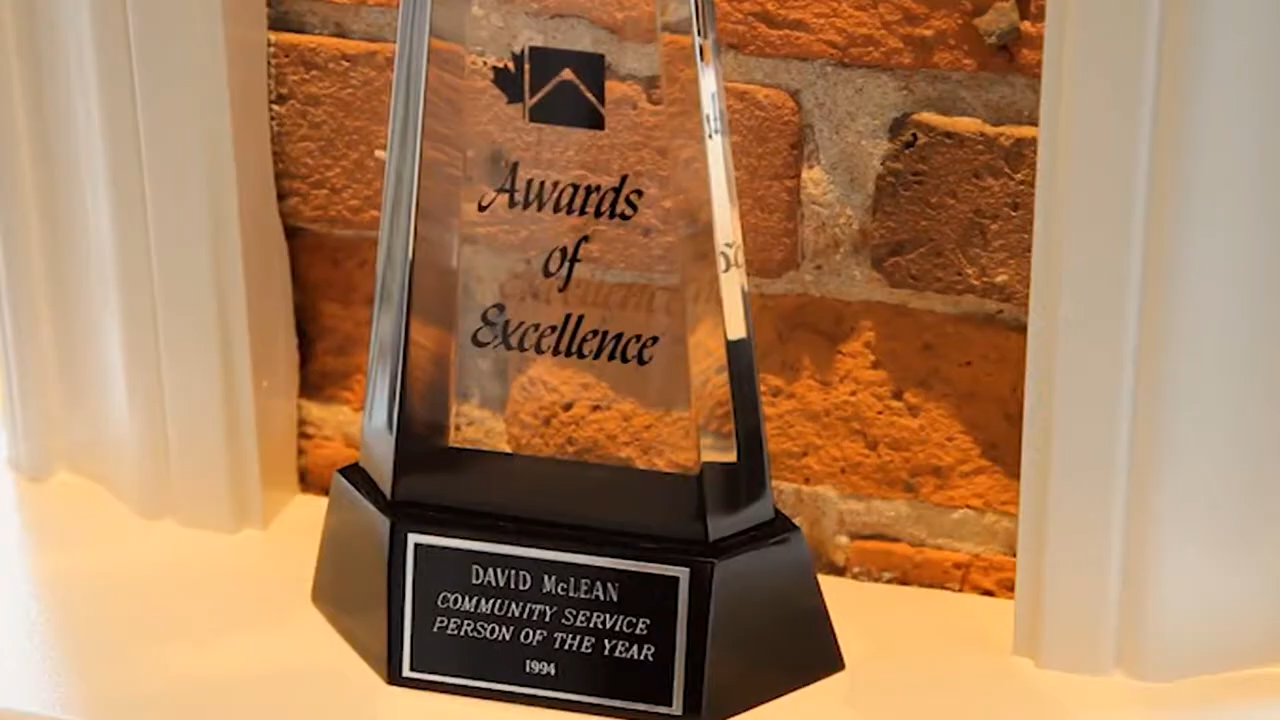 Awards
of
Excellence
DAVID McLEAN
COMMUNITY SERVICE
PERSON OF THE YEAR
1994